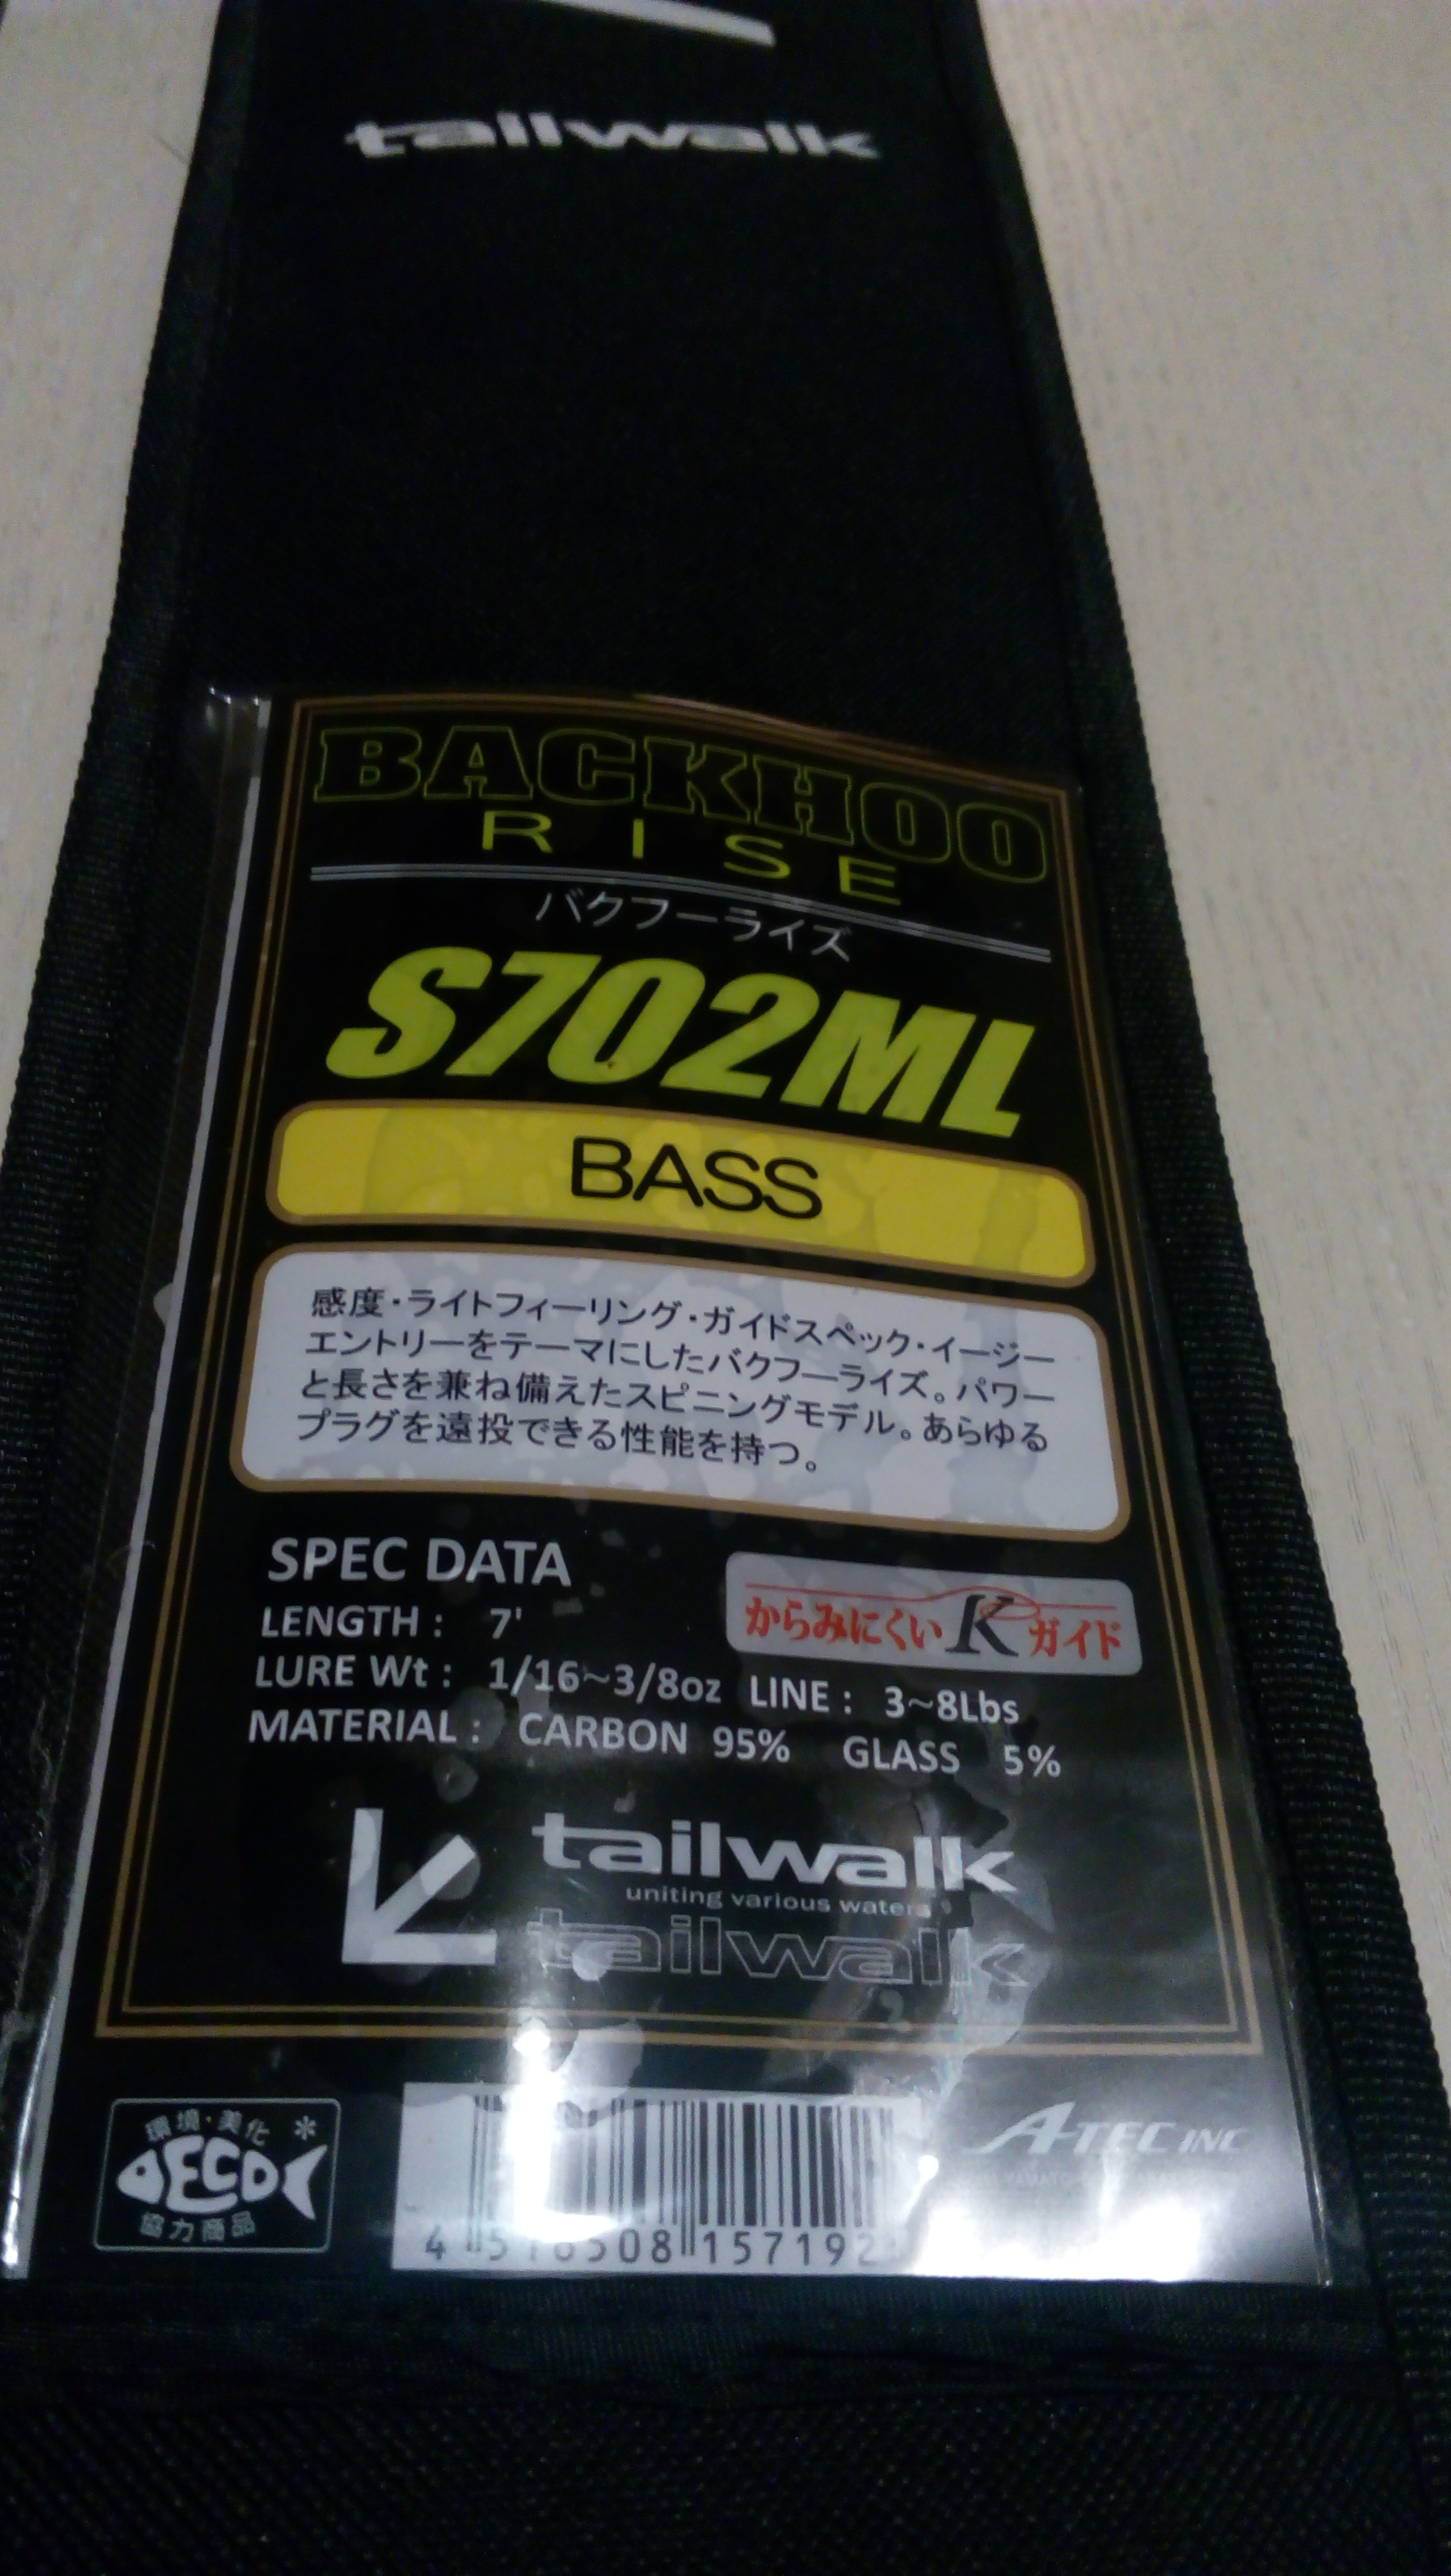 tailwalk
BACKHOO
RISE
バクフーライズ
S702ML
BASS
感度・ライトフィーリング・ガイドスペック・イージー
エントリーをテーマにしたバクフーライズ。パワー
と長さを兼ね備えたスピニングモデル。あらゆる
プラグを遠投できる性能を持つ。
SPEC DATA
LENGTH : 7'
からみにくいKガイド
LURE Wt : 1/16~3/8oz LINE : 3~8Lbs
MATERIAL : CARBON 95% GLASS 5%
tailwalk
uniting various waters
tailwalk
環境・美化
ECO
協力商品
A-TEC INC
4 516508 157192